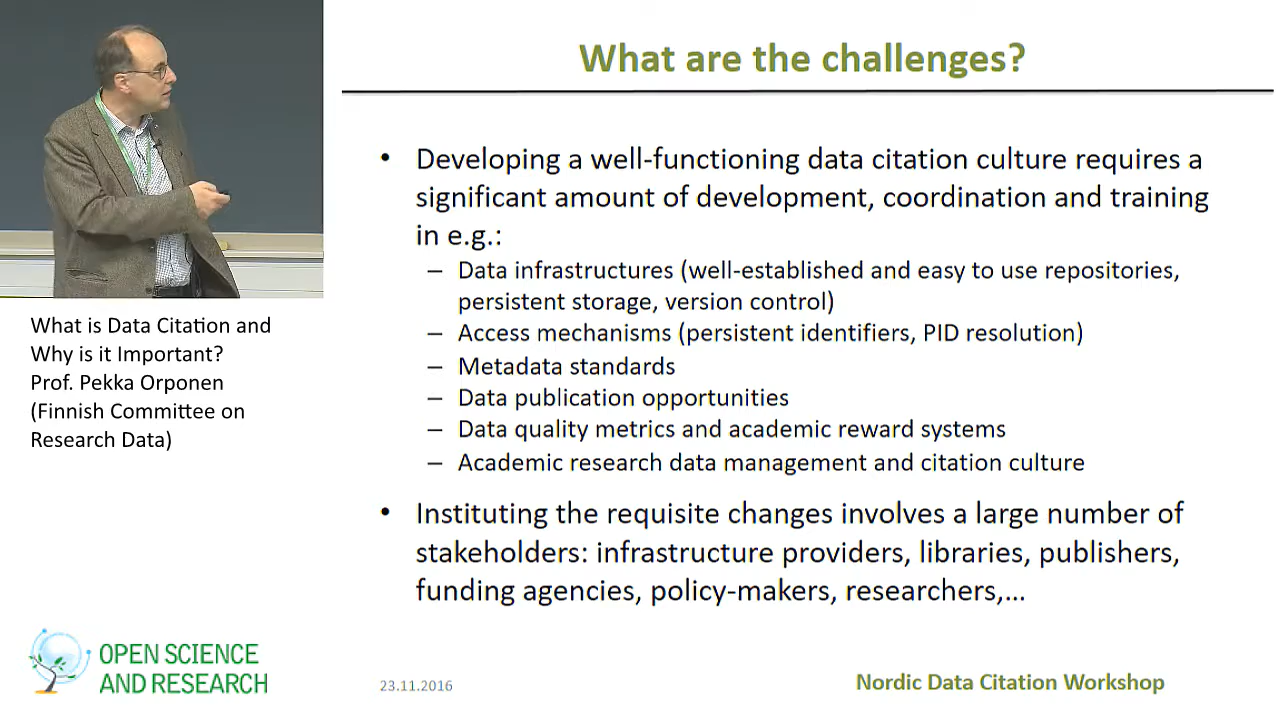 What are the challenges?
• Developing a well-functioning data citation culture requires a
significant amount of development, coordination and training
in e.g.:
– Data infrastructures (well-established and easy to use repositories,
persistent storage, version control)
– Access mechanisms (persistent identifiers, PID resolution)
– Metadata standards
– Data publication opportunities
– Data quality metrics and academic reward systems
– Academic research data management and citation culture
• Instituting the requisite changes involves a large number of
stakeholders: infrastructure providers, libraries, publishers,
funding agencies, policy-makers, researchers,...
What is Data Citation and
Why is it Important?
Prof. Pekka Orponen
(Finnish Committee on
Research Data)
OPEN SCIENCE
AND RESEARCH
23.11.2016
Nordic Data Citation Workshop